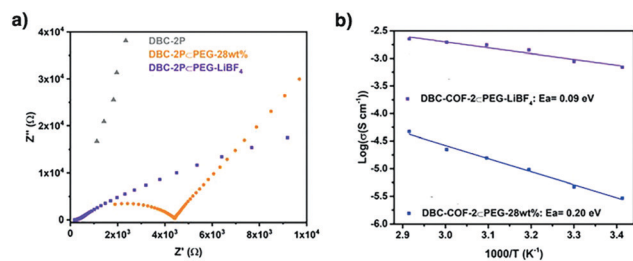 a)
DBC-2P
DBC-2P⊂PEG-28wt%
DBC-2P⊂PEG-LiBF₄
4x10⁴
3x10⁴
2x10⁴
1x10⁴
0
Z'' (Ω)
0 2x10³ 4x10³ 6x10³ 8x10³ 1x10⁴
Z' (Ω)
b)
-2.5
-3.0
-3.5
-4.0
-4.5
-5.0
-5.5
-6.0
Log(σ(S cm⁻¹)
DBC-COF-2⊂PEG-LiBF₄: Ea= 0.09 eV
DBC-COF-2⊂PEG-28wt%: Ea= 0.20 eV
2.9 3.0 3.1 3.2 3.3 3.4
1000/T (K⁻¹)